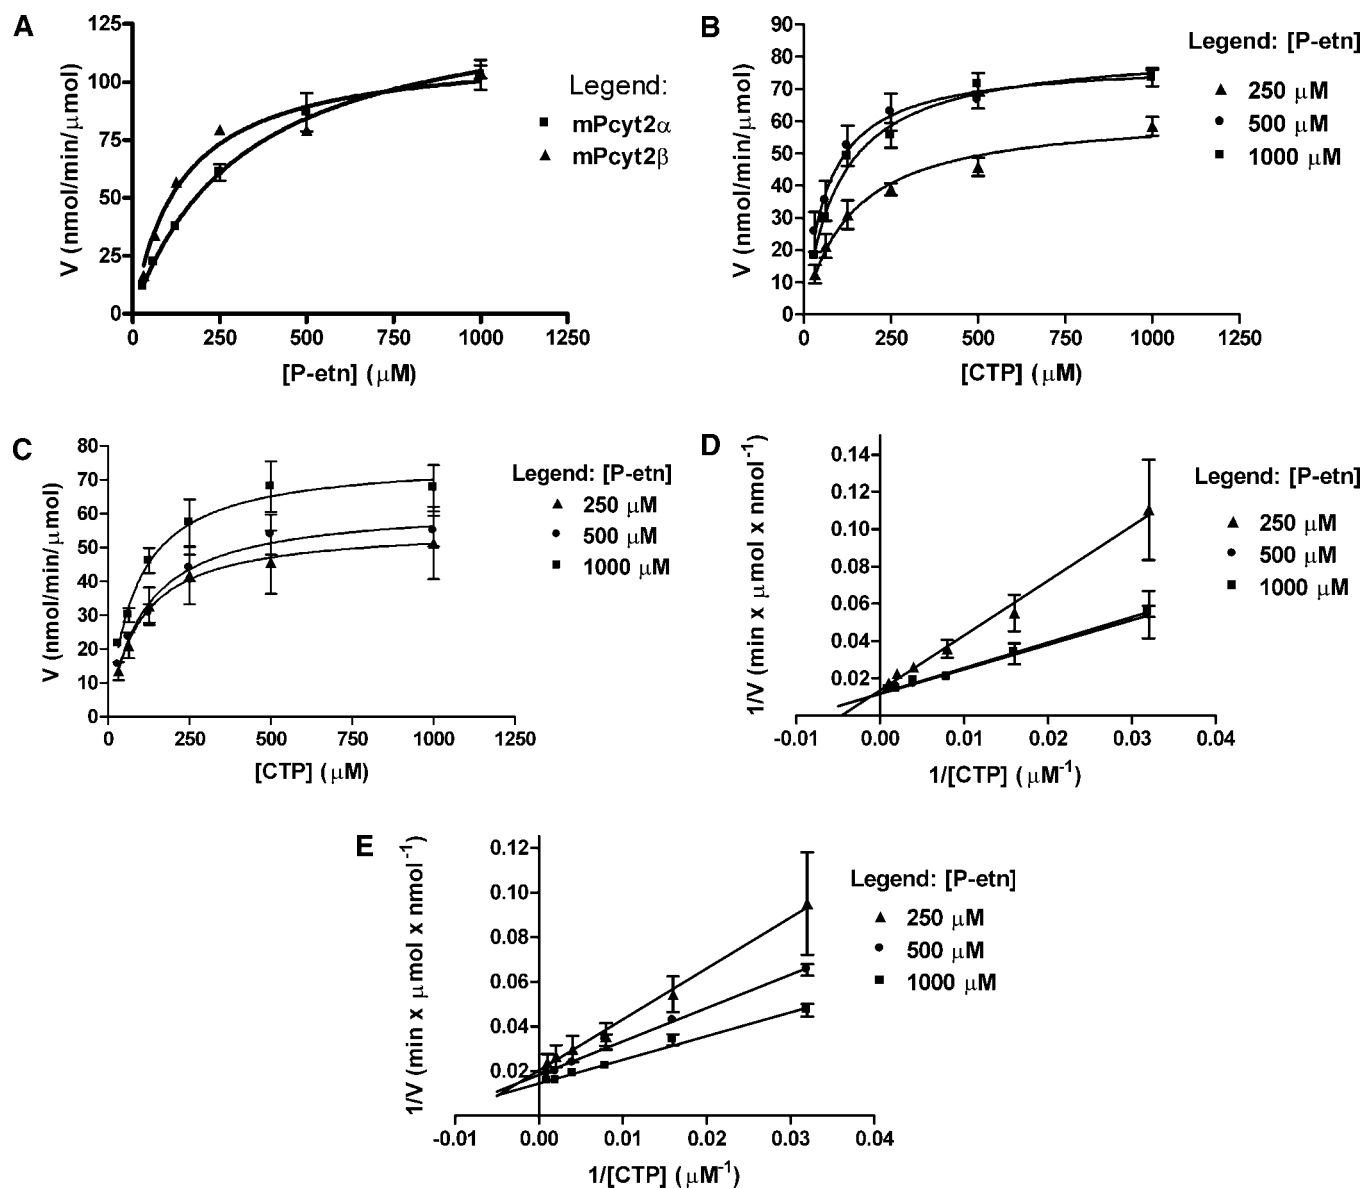 A
125
100
75
50
25
0
V (nmol/min/μmol)
0 250 500 750 1000 1250
[P-etn] (μM)
Legend:
mPcyt2α
mPcyt2β
B
90
80
70
60
50
40
30
20
10
0
V (nmol/min/μmol)
0 250 500 750 1000 1250
[CTP] (μM)
Legend: [P-etn]
250 μM
500 μM
1000 μM
C
80
70
60
50
40
30
20
10
0
V (nmol/min/μmol)
0 250 500 750 1000 1250
[CTP] (μM)
Legend: [P-etn]
250 μM
500 μM
1000 μM
D
0.14
0.12
0.10
0.08
0.06
0.04
0.02
1/V (min x μmol x nmol⁻¹)
-0.01 0.00 0.01 0.02 0.03 0.04
1/[CTP] (μM⁻¹)
Legend: [P-etn]
250 μM
500 μM
1000 μM
E
0.12
0.10
0.08
0.06
0.04
0.02
1/V (min x μmol x nmol⁻¹)
-0.01 0.00 0.01 0.02 0.03 0.04
1/[CTP] (μM⁻¹)
Legend: [P-etn]
250 μM
500 μM
1000 μM